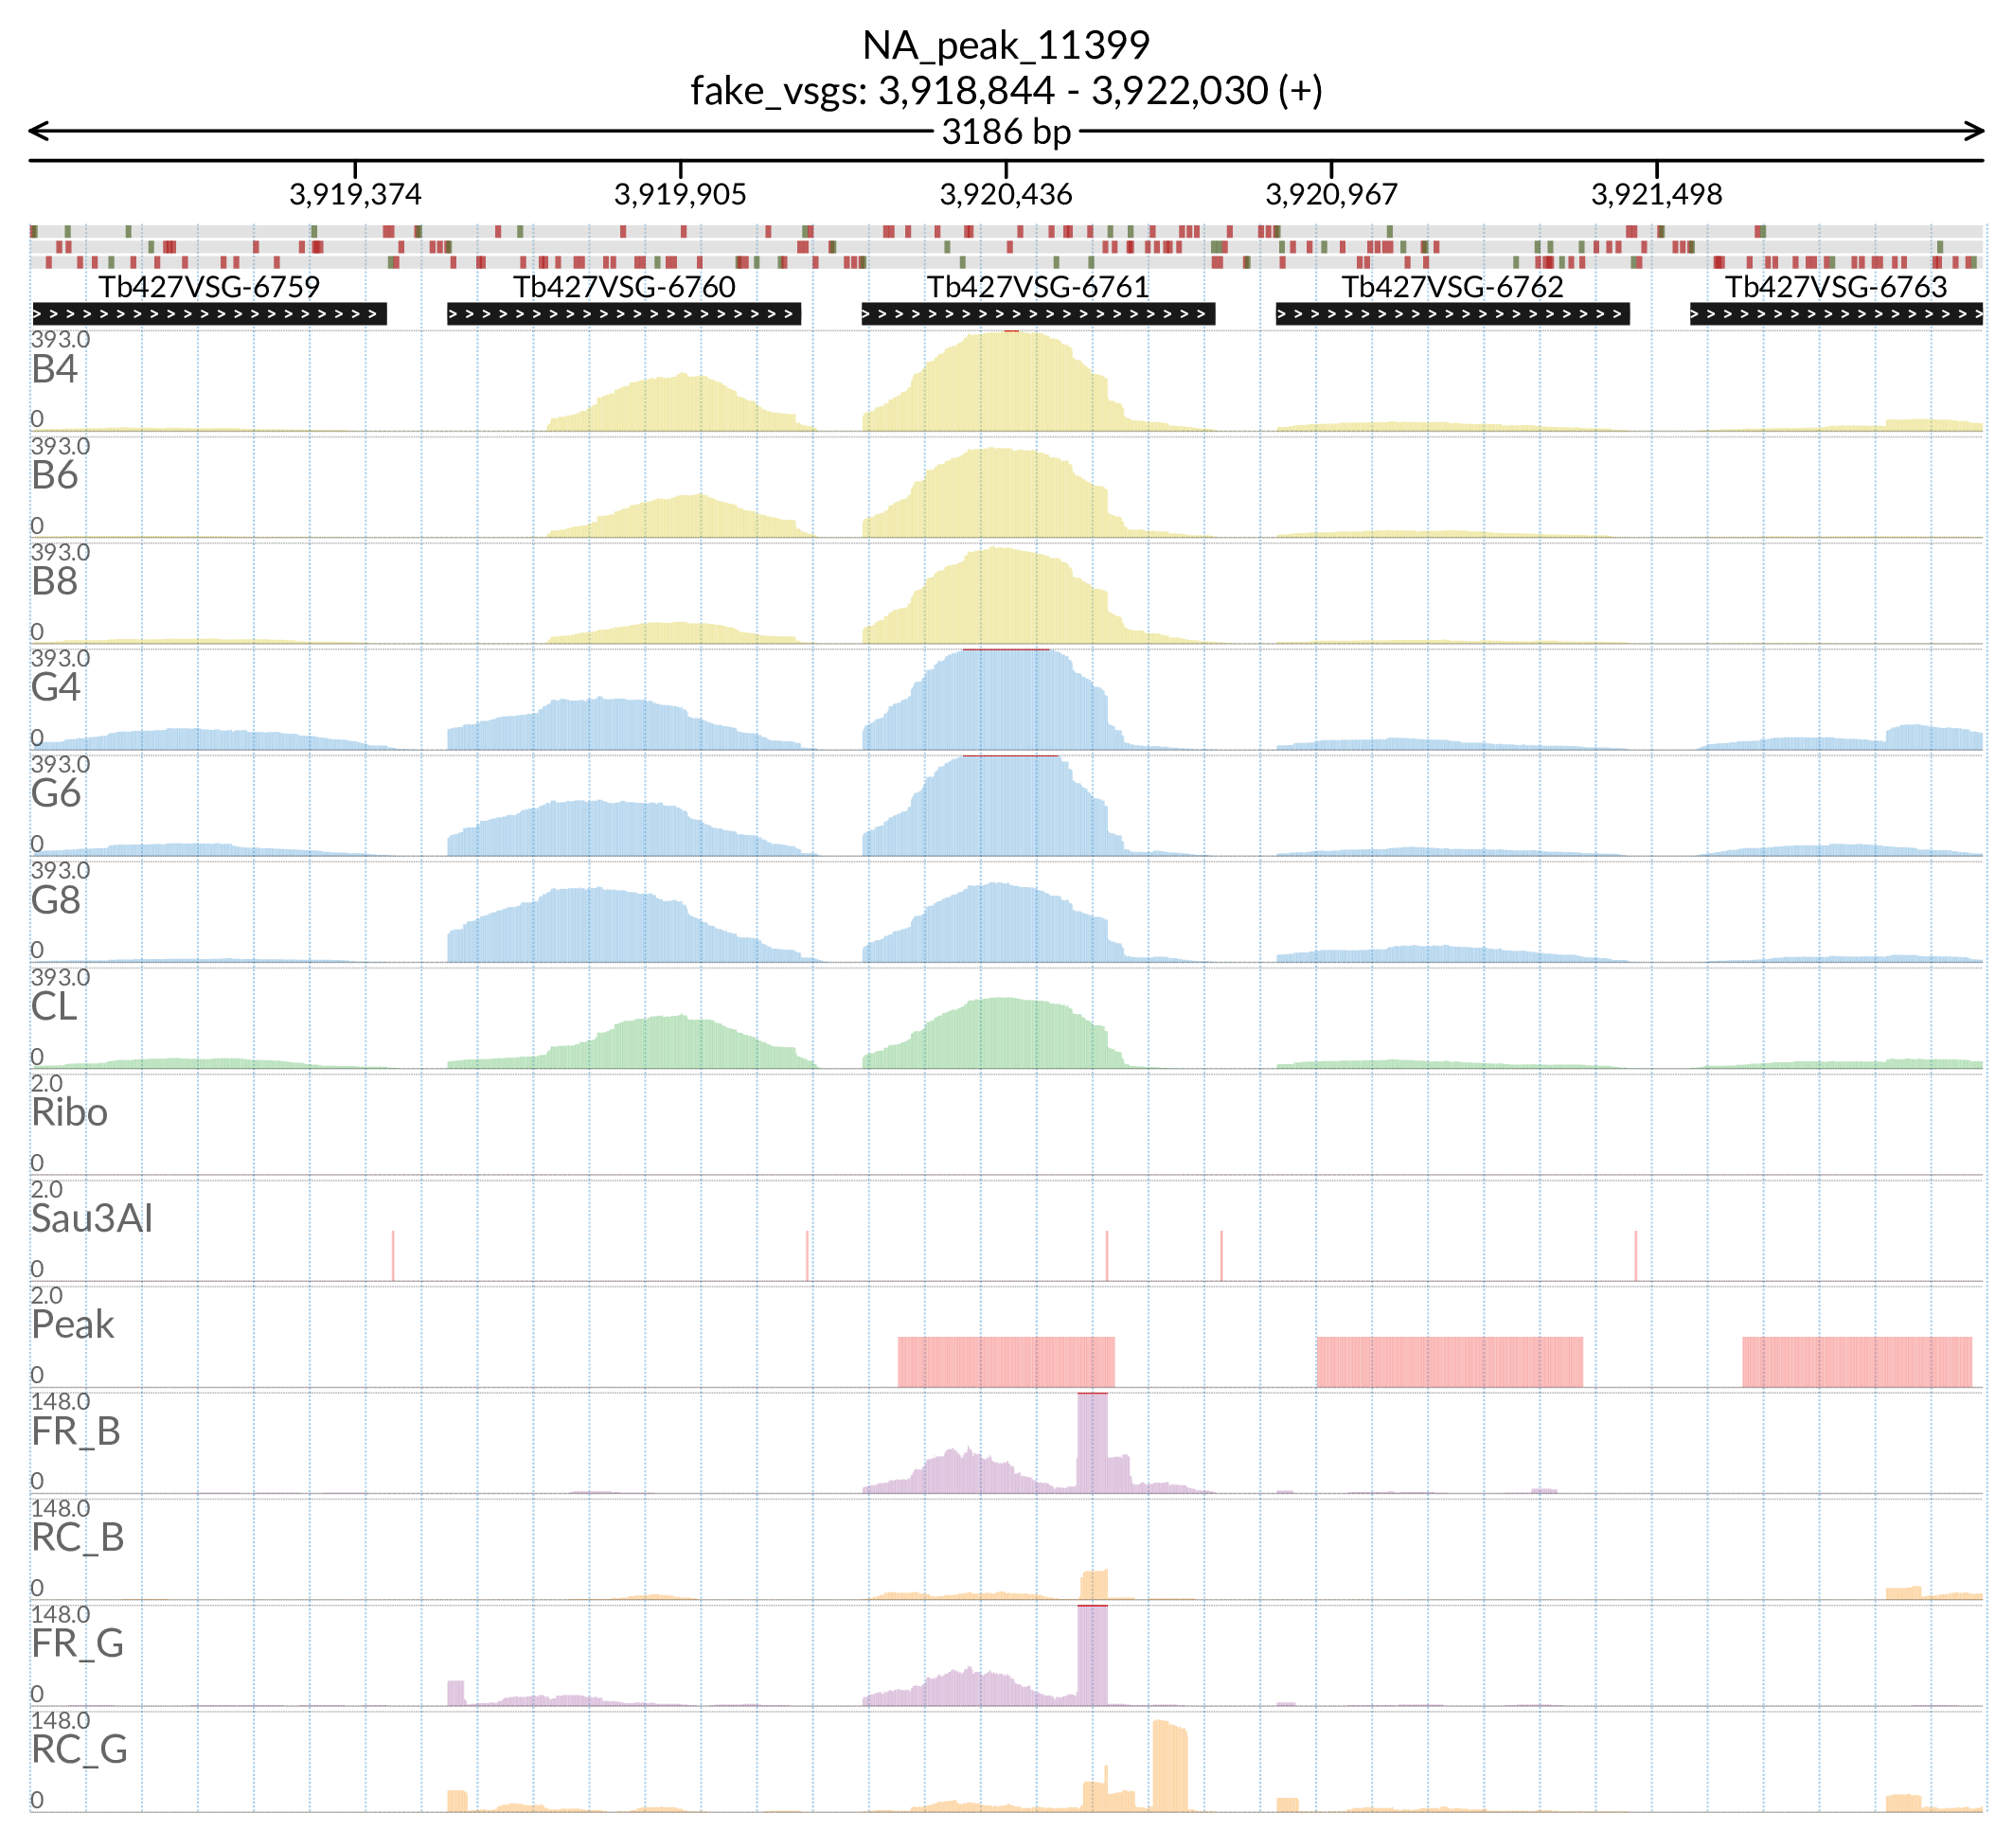 NA_peak_11399
fake_vsgs: 3,918,844 - 3,922,030 (+)
3186 bp
3,919,374 3,919,905 3,920,436 3,920,967 3,921,498
Tb427VSG-6759 Tb427VSG-6760 Tb427VSG-6761 Tb427VSG-6762 Tb427VSG-6763
393.0
B4
0
393.0
B6
0
393.0
B8
0
393.0
G4
0
393.0
G6
0
393.0
G8
0
393.0
CL
0
2.0
Ribo
0
2.0
Sau3AI
0
2.0
Peak
0
148.0
FR_B
0
148.0
RC_B
0
148.0
FR_G
0
148.0
RC_G
0